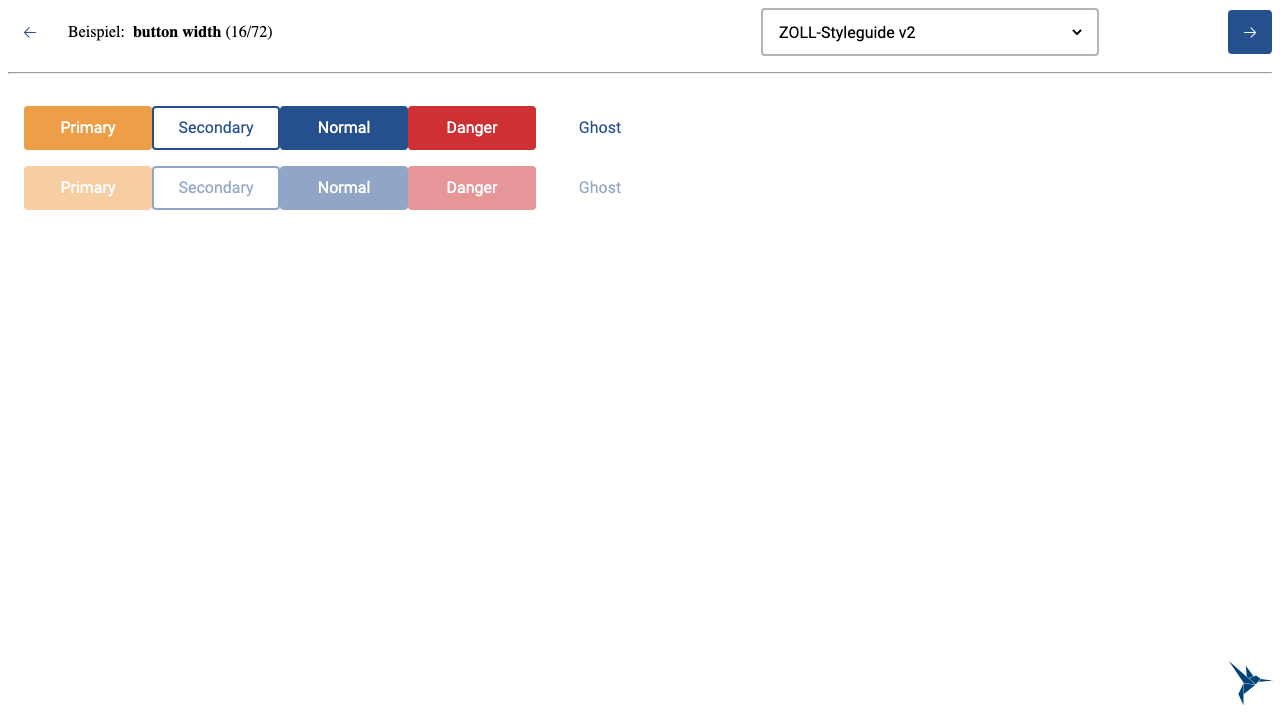 Beispiel: button width (16/72) ZOLL-Styleguide v2
Primary Secondary Normal Danger Ghost
Primary Secondary Normal Danger Ghost